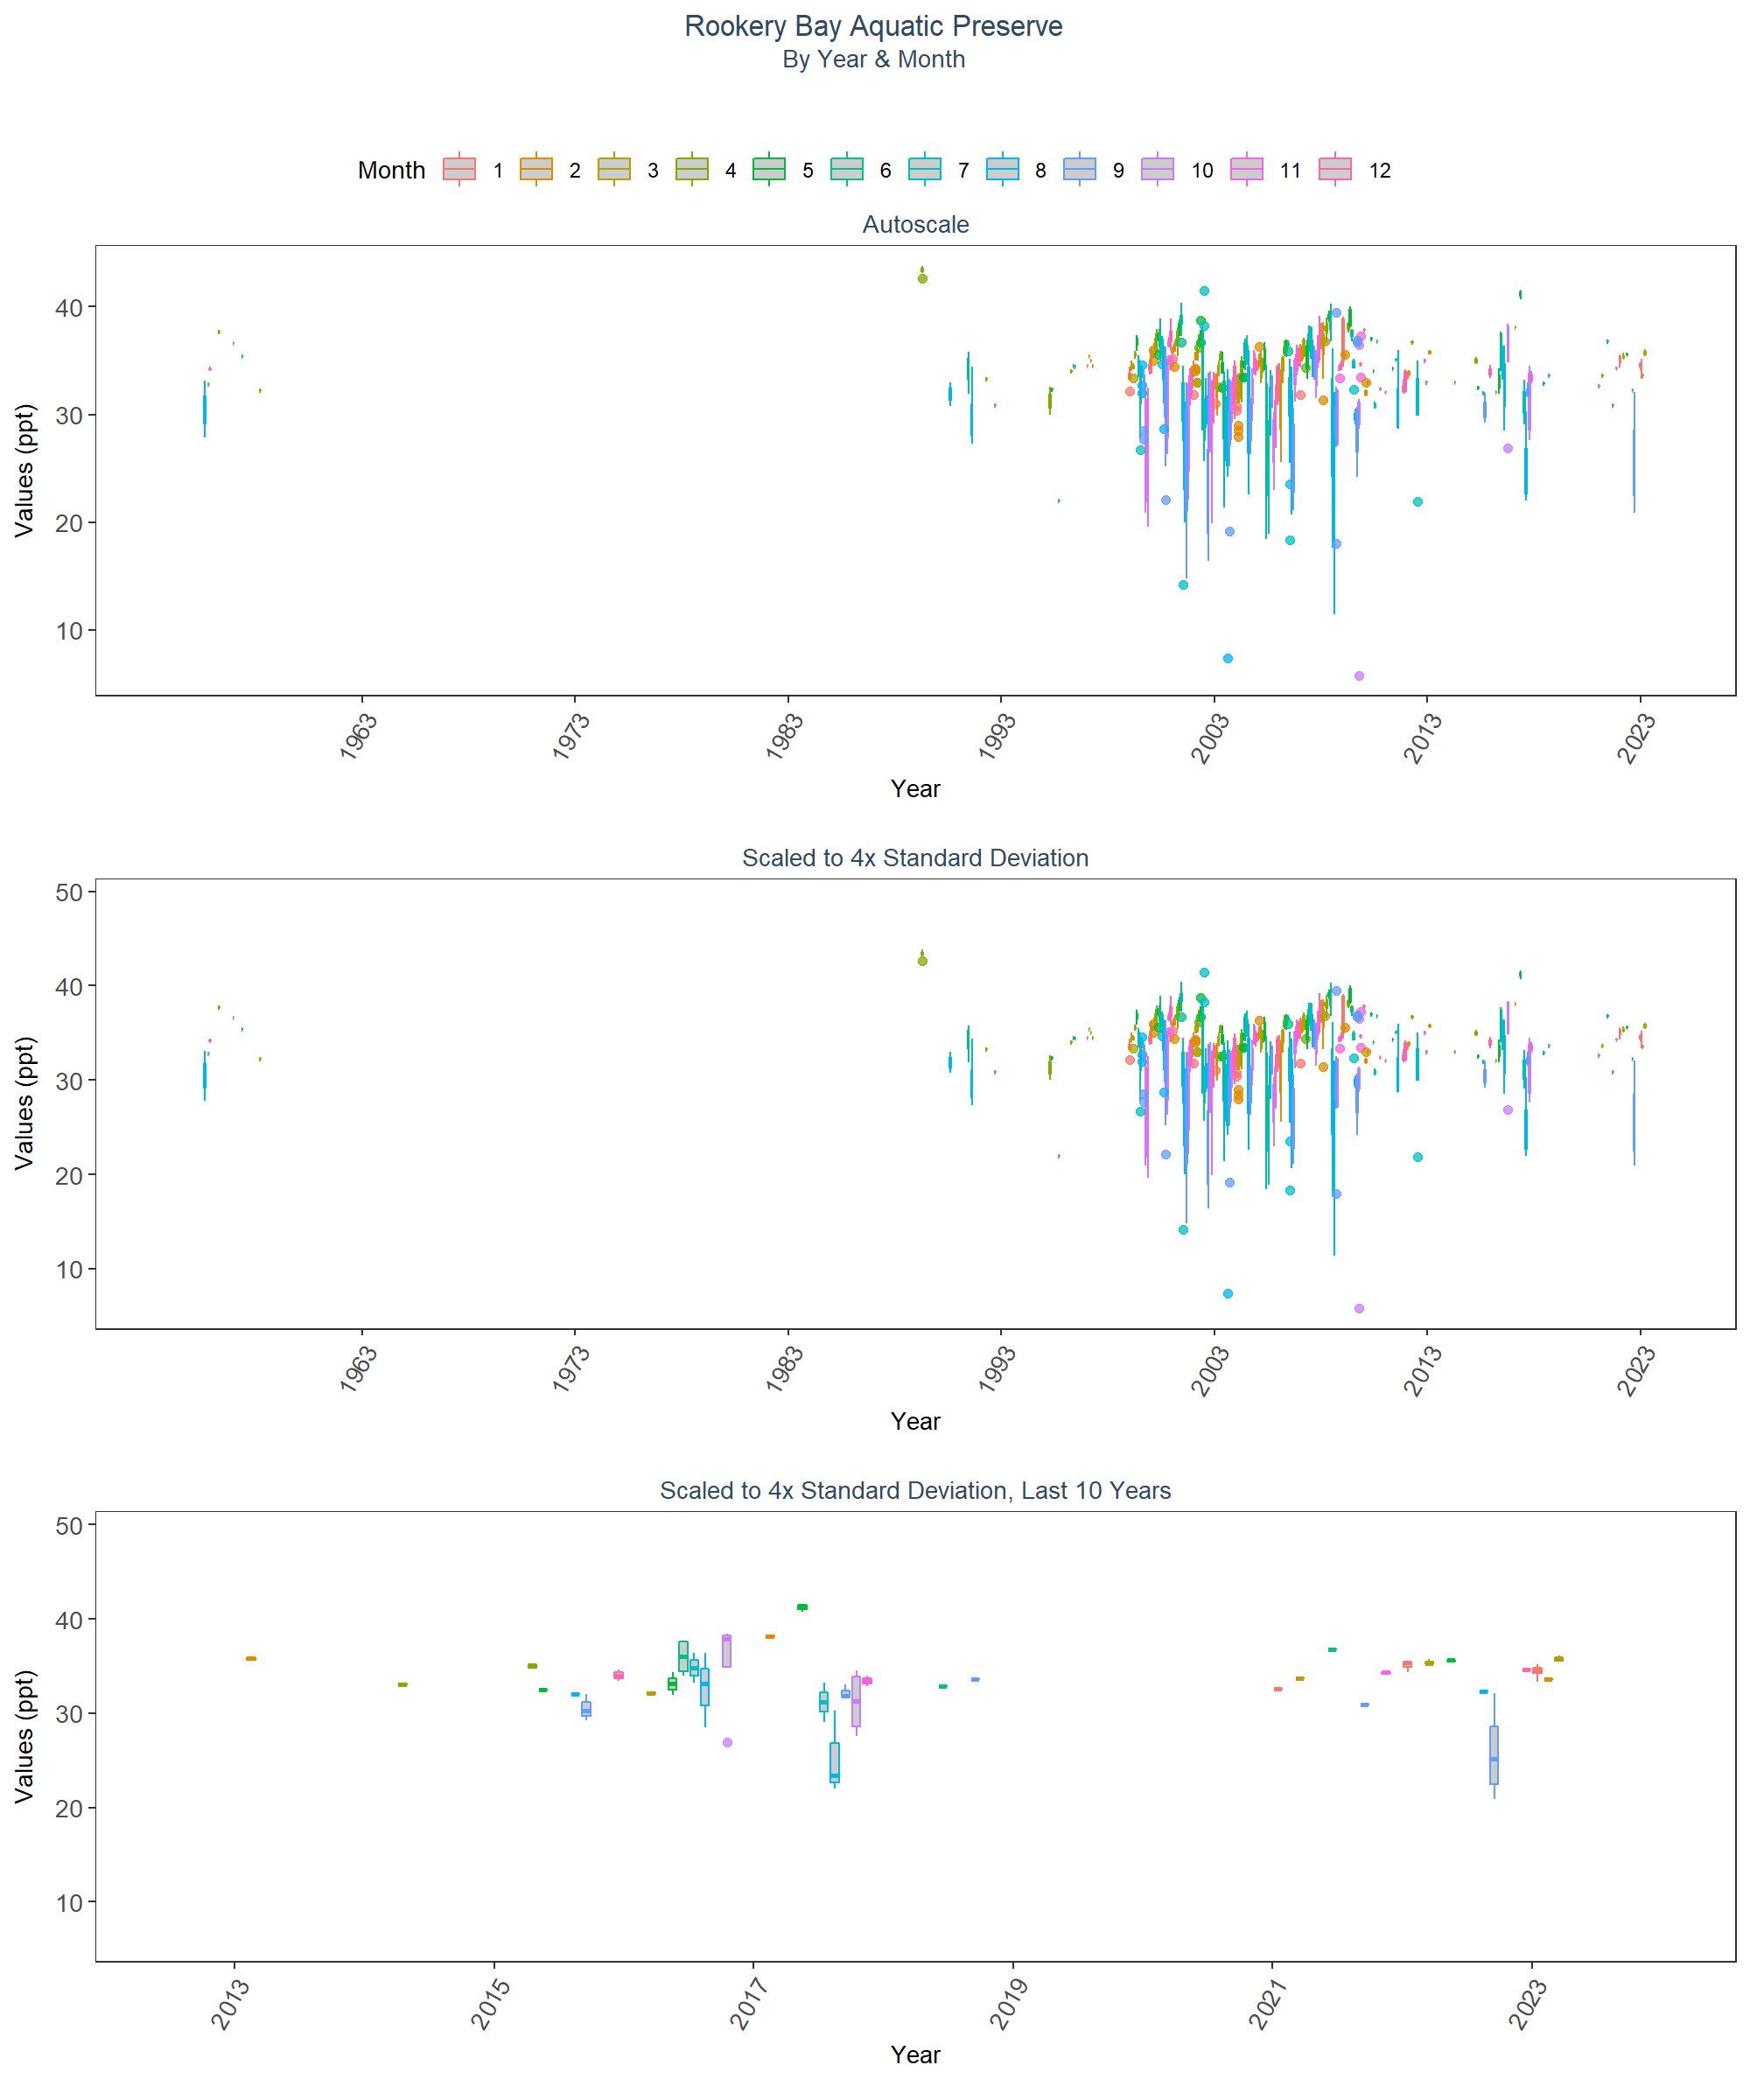 Rookery Bay Aquatic Preserve
By Year & Month
Month 1 2 3 4 5 6 7 8 9 10 11 12
Autoscale
Values (ppt)
40
30
20
10
1963 1973 1983 1993 2003 2013 2023
Year
Scaled to 4x Standard Deviation
Values (ppt)
50
40
30
20
10
1963 1973 1983 1993 2003 2013 2023
Year
Scaled to 4x Standard Deviation, Last 10 Years
Values (ppt)
50
40
30
20
10
2013 2015 2017 2019 2021 2023
Year